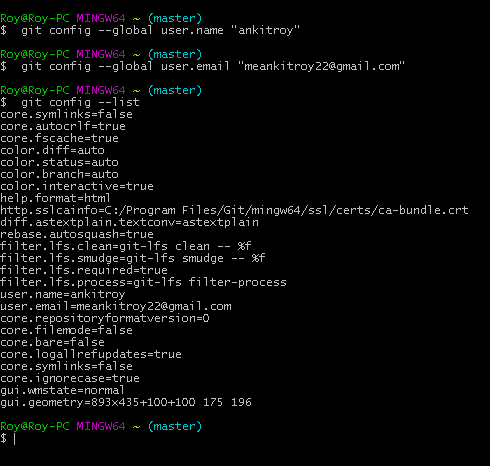 Roy@Roy-PC MINGW64 ~ (master)
$  git config --global user.name "ankitroy"
Roy@Roy-PC MINGW64 ~ (master)
$  git config --global user.email "meankitroy22@gmail.com"
Roy@Roy-PC MINGW64 ~ (master)
$  git config --list
core.symlinks=false
core.autocrlf=true
core.fscache=true
color.diff=auto
color.status=auto
color.branch=auto
color.interactive=true
help.format=html
http.sslcainfo=C:/Program Files/Git/mingw64/ssl/certs/ca-bundle.crt
diff.astextplain.textconv=astextplain
rebase.autosquash=true
filter.lfs.clean=git-lfs clean -- %f
filter.lfs.smudge=git-lfs smudge -- %f
filter.lfs.required=true
filter.lfs.process=git-lfs filter-process
user.name=ankitroy
user.email=meankitroy22@gmail.com
core.repositoryformatversion=0
core.filemode=false
core.bare=false
core.logallrefupdates=true
core.symlinks=false
core.ignorecase=true
gui.wmstate=normal
gui.geometry=893x435+100+100 175 196
Roy@Roy-PC MINGW64 ~ (master)
$